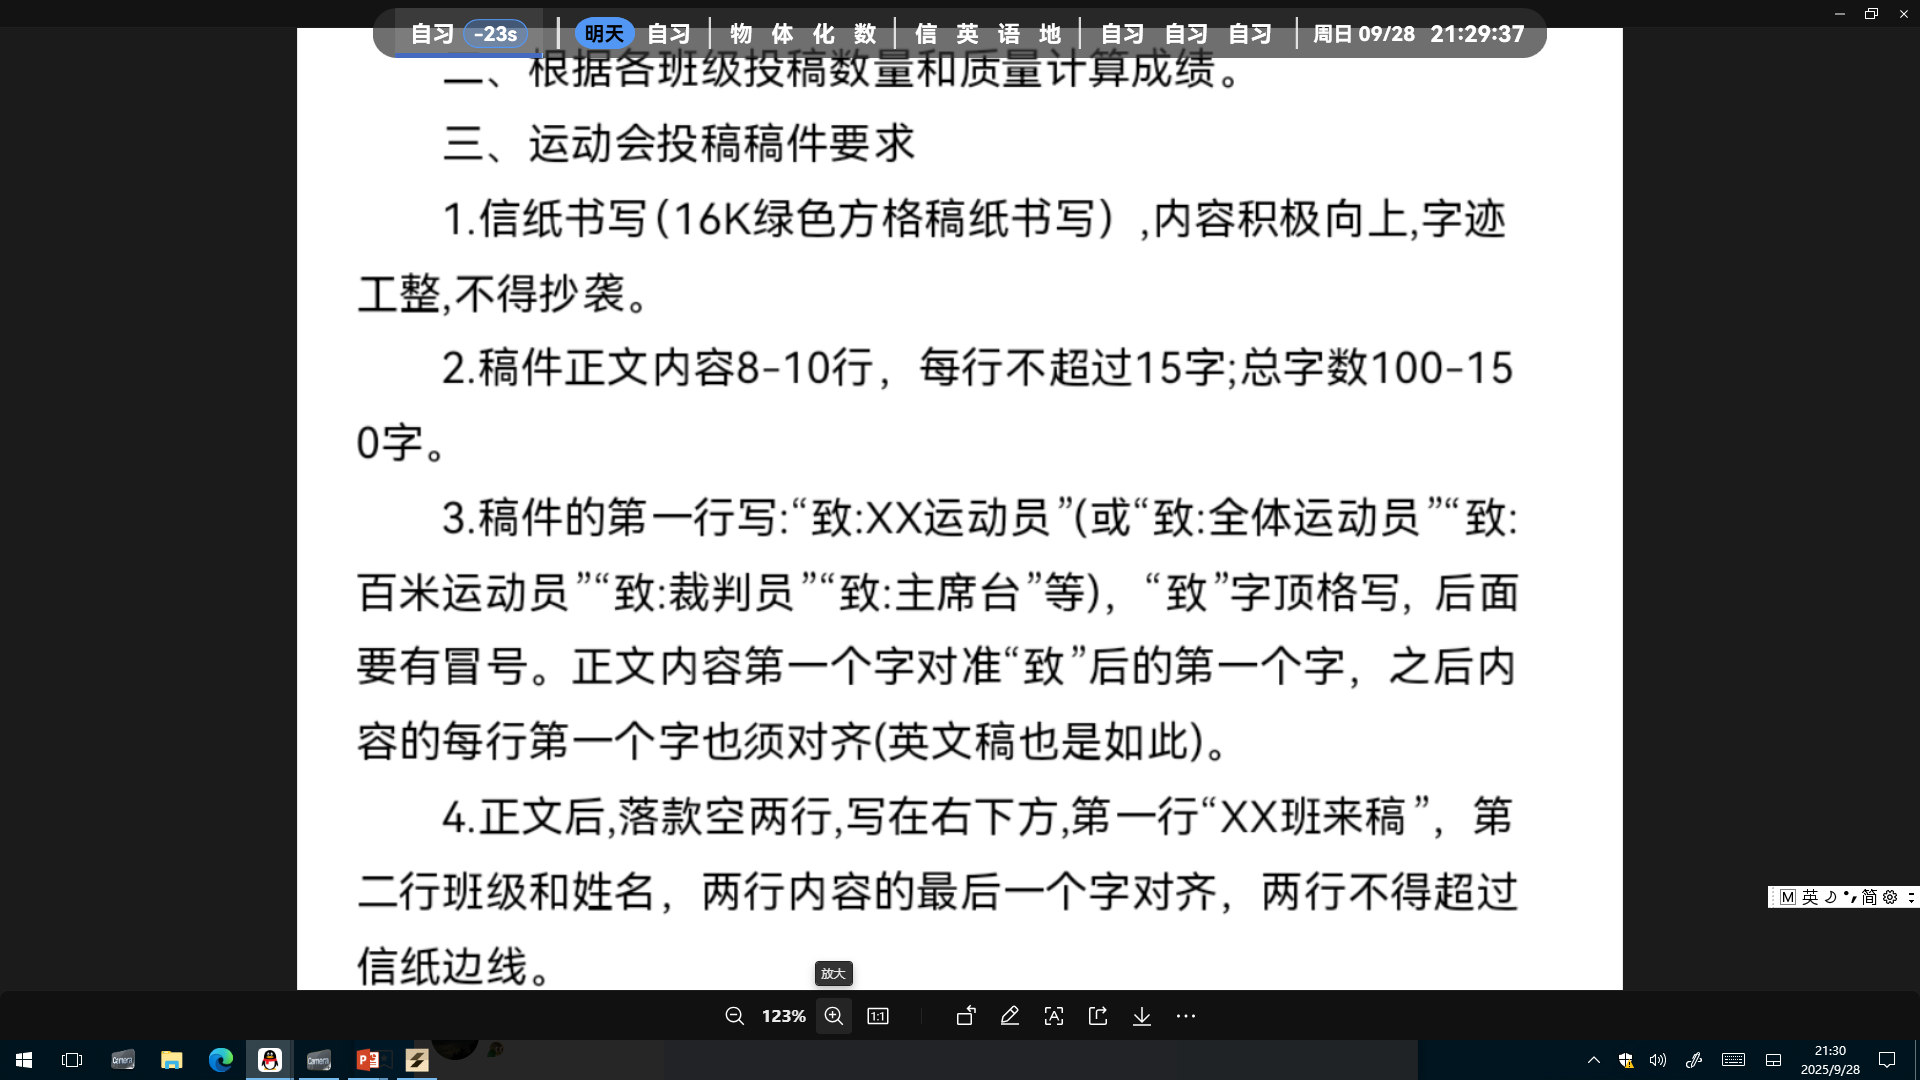 自习 -23s 明天 自习 物 体 化 数 信 英 语 地 自习 自习 自习 周日 09/28 21:29:37
二、根据各班级投稿数量和质量计算成绩。
三、运动会投稿稿件要求
1.信纸书写(16K绿色方格稿纸书写）,内容积极向上,字迹
工整,不得抄袭。
2.稿件正文内容8-10行，每行不超过15字;总字数100-15
0字。
3.稿件的第一行写:“致:XX运动员”(或“致:全体运动员”“致:
百米运动员”“致:裁判员”“致:主席台”等)，“致”字顶格写, 后面
要有冒号。正文内容第一个字对准“致”后的第一个字，之后内
容的每行第一个字也须对齐(英文稿也是如此)。
4.正文后,落款空两行,写在右下方,第一行“XX班来稿”，第
二行班级和姓名，两行内容的最后一个字对齐，两行不得超过
信纸边线。
M 英 简
放大
123% 1:1
21:30
2025/9/28